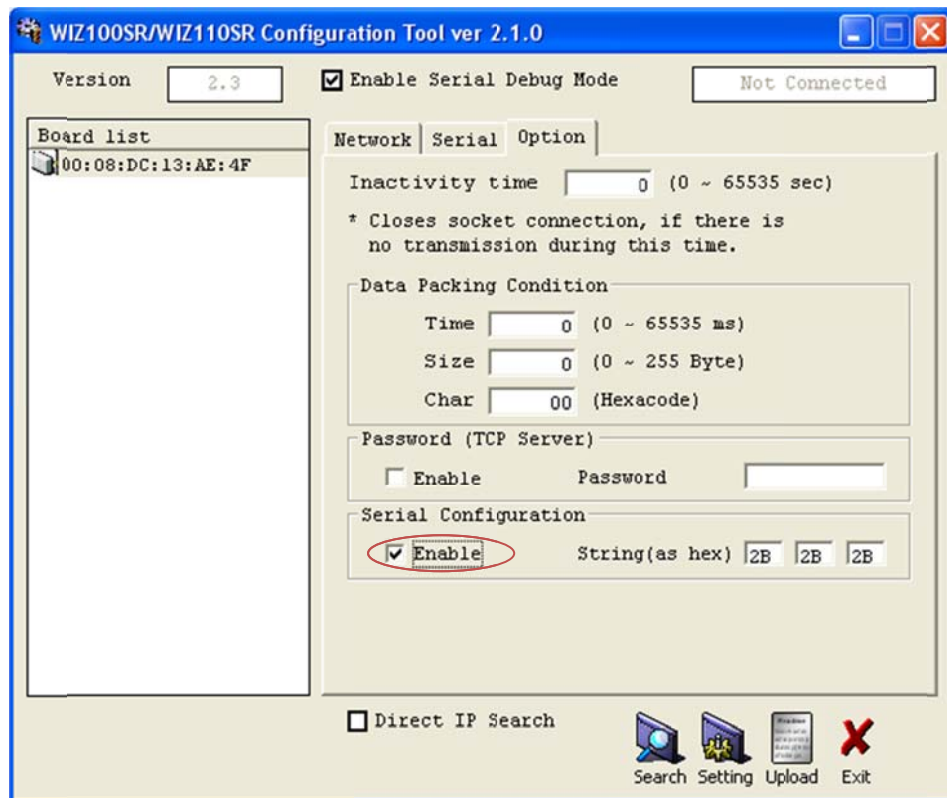 WIZ100SR/WIZ110SR Configuration Tool ver 2.1.0
Version 2.3 Enable Serial Debug Mode Not Connected
Board list
00:08:DC:13:AE:4F
Network Serial Option
Inactivity time 0 (0 ~ 65535 sec)
* Closes socket connection, if there is
no transmission during this time.
Data Packing Condition
Time 0 (0 ~ 65535 ms)
Size 0 (0 ~ 255 Byte)
Char 00 (Hexacode)
Password (TCP Server)
Enable Password
Serial Configuration
Enable String(as hex) 2B 2B 2B
Direct IP Search
Search Setting Upload Exit